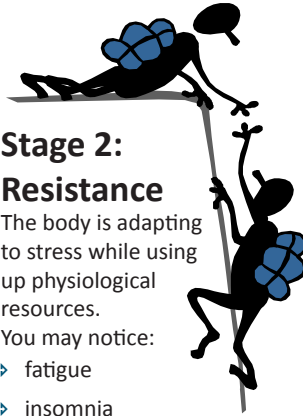 Stage 2:
Resistance
The body is adapting
to stress while using
up physiological
resources.
You may notice:
fatigue
insomnia